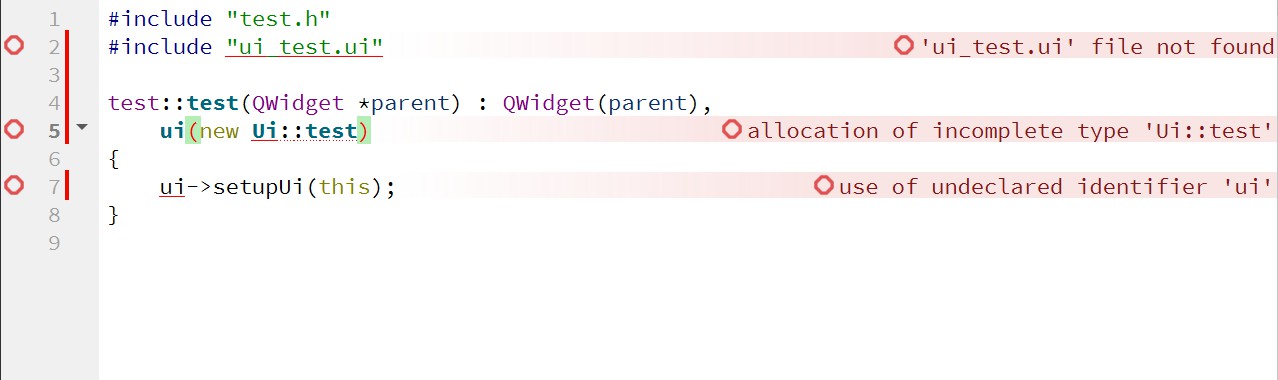 1 #include "test.h"
2 #include "ui_test.ui" 'ui_test.ui' file not found
3
4 test::test(QWidget *parent) : QWidget(parent),
5 ui(new Ui::test) allocation of incomplete type 'Ui::test'
6 {
7 ui->setupUi(this); use of undeclared identifier 'ui'
8 }
9